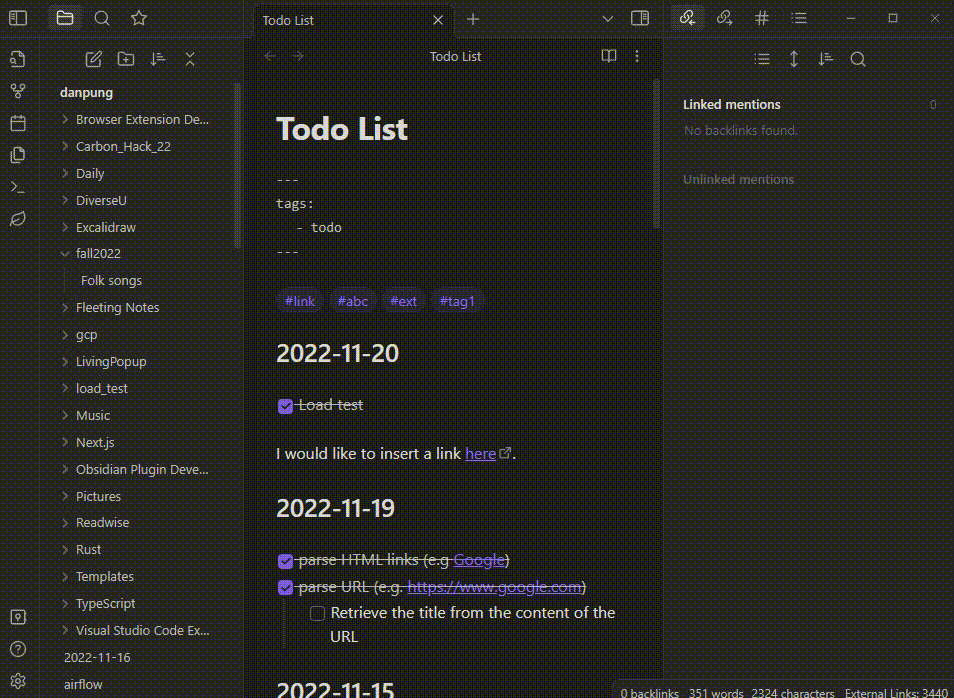 Todo List
Todo List
danpung
Browser Extension De...
Carbon_Hack_22
Daily
DiverseU
Excalidraw
fall2022
Folk songs
Fleeting Notes
gcp
LivingPopup
load_test
Music
Next.js
Obsidian Plugin Deve...
Pictures
Readwise
Rust
Templates
TypeScript
Visual Studio Code Ex...
2022-11-16
airflow
Todo List
---
tags:
- todo
---
#link #abc #ext #tag1
2022-11-20
Load test
I would like to insert a link here.
2022-11-19
parse HTML links (e.g Google)
parse URL (e.g. https://www.google.com)
Retrieve the title from the content of the
URL
2022-11-15
Linked mentions 0
No backlinks found.
Unlinked mentions
0 backlinks 351 words 2324 characters External Links: 3440